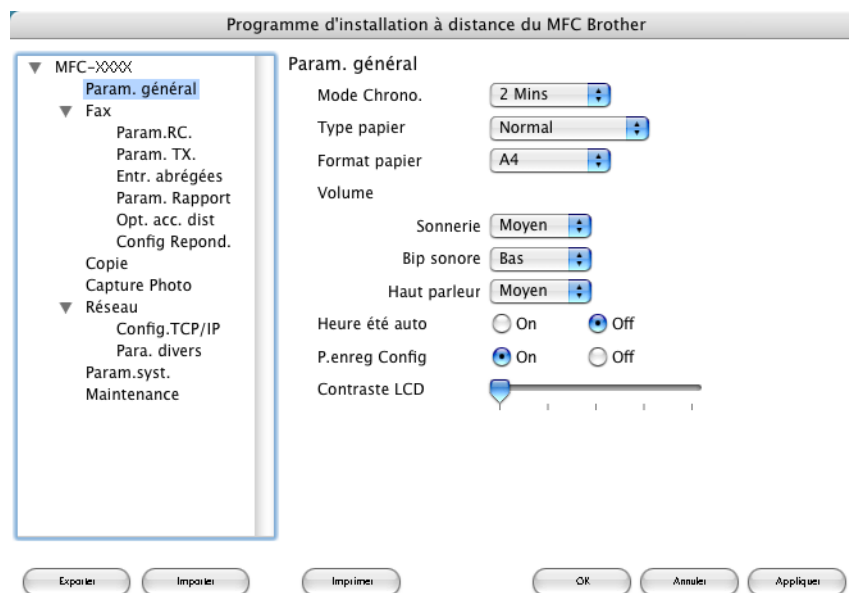 Programme d'installation à distance du MFC Brother
MFC-XXXX
Param. général
Fax
Param.RC.
Param. TX.
Entr. abrégées
Param. Rapport
Opt. acc. dist
Config Repond.
Copie
Capture Photo
Réseau
Config.TCP/IP
Para. divers
Param.syst.
Maintenance
Param. général
Mode Chrono. 2 Mins
Type papier Normal
Format papier A4
Volume
Sonnerie Moyen
Bip sonore Bas
Haut parleur Moyen
Heure été auto On Off
P.enreg Config On Off
Contraste LCD
Exporter Importer Imprimer OK Annuler Appliquer